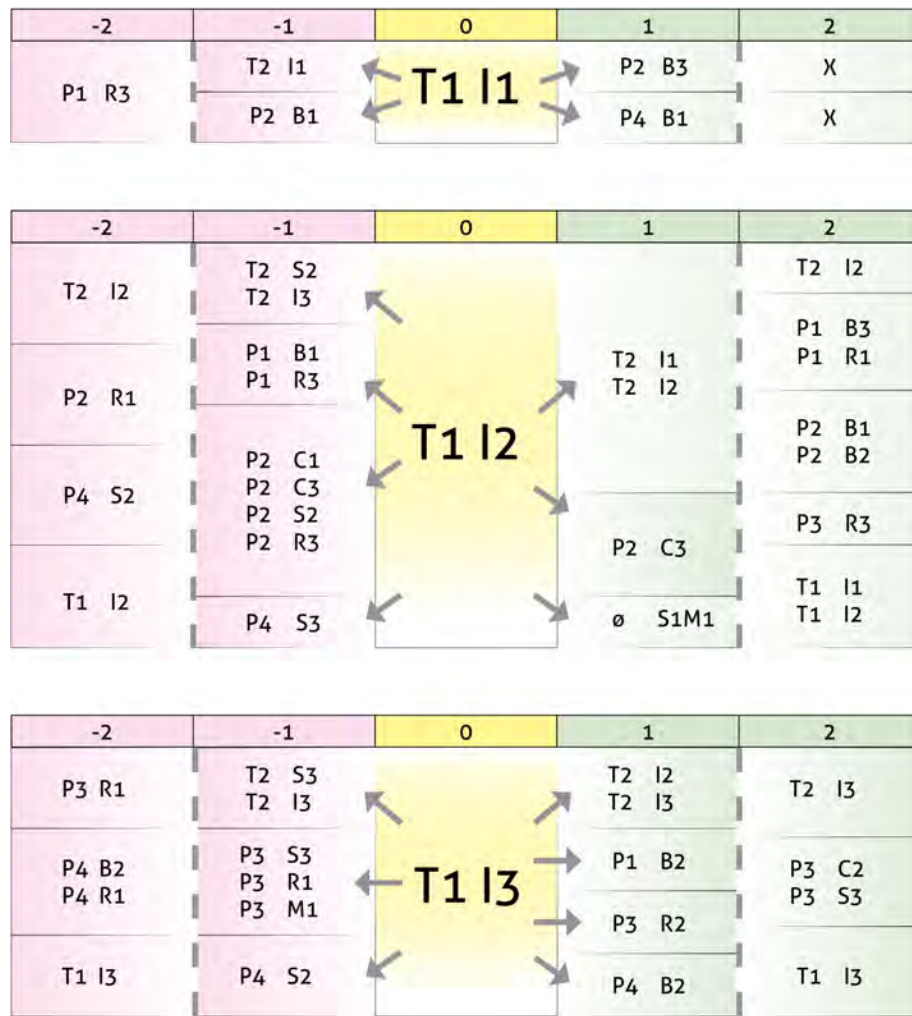 -2 -1 0 1 2
P1 R3
T2 I1
P2 B1
T1 I1
P2 B3
P4 B1
X
X
-2 -1 0 1 2
T2 I2
P2 R1
P4 S2
T1 I2
T2 S2
T2 I3
P1 B1
P1 R3
P2 C1
P2 C3
P2 S2
P2 R3
P4 S3
T1 I2
T2 I1
T2 I2
P2 C3
ø S1M1
T2 I2
P1 B3
P1 R1
P2 B1
P2 B2
P3 R3
T1 I1
T1 I2
-2 -1 0 1 2
P3 R1
P4 B2
P4 R1
T1 I3
T2 S3
T2 I3
P3 S3
P3 R1
P3 M1
P4 S2
T1 I3
T2 I2
T2 I3
P1 B2
P3 R2
P4 B2
T2 I3
P3 C2
P3 S3
T1 I3